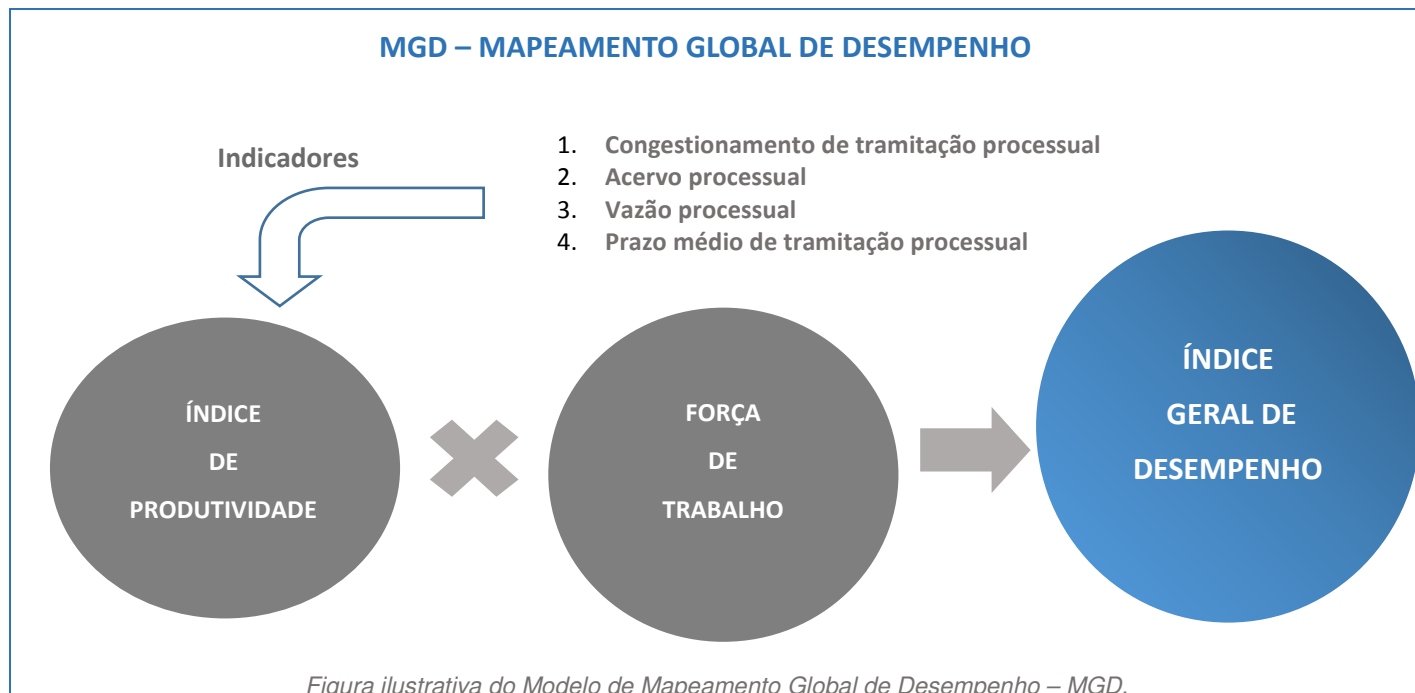 MGD – MAPEAMENTO GLOBAL DE DESEMPENHO
Indicadores
1. Congestionamento de tramitação processual
2. Acervo processual
3. Vazão processual
4. Prazo médio de tramitação processual
ÍNDICE
DE
PRODUTIVIDADE
FORÇA
DE
TRABALHO
ÍNDICE
GERAL DE
DESEMPENHO
Figura ilustrativa do Modelo de Mapeamento Global de Desempenho – MGD.